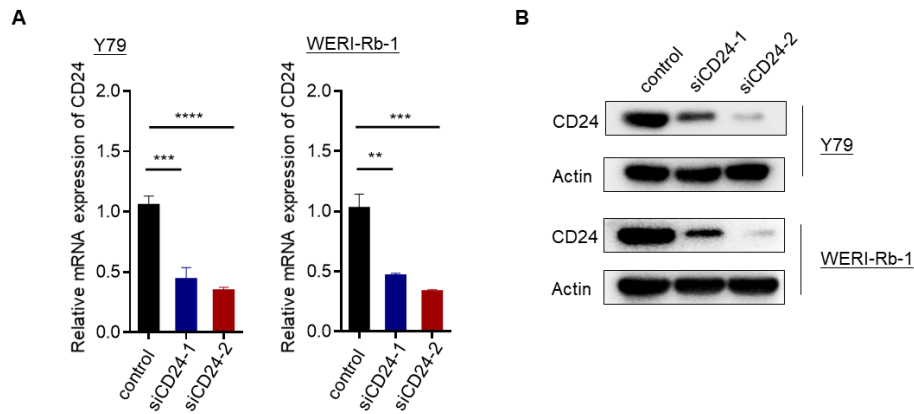 A
Y79
Relative mRNA expression of CD24
2.0
1.5
1.0
0.5
0.0
****
***
control
siCD24-1
siCD24-2
WERI-Rb-1
Relative mRNA expression of CD24
2.0
1.5
1.0
0.5
0.0
***
**
control
siCD24-1
siCD24-2
B
control
siCD24-1
siCD24-2
CD24
Actin
Y79
CD24
Actin
WERI-Rb-1